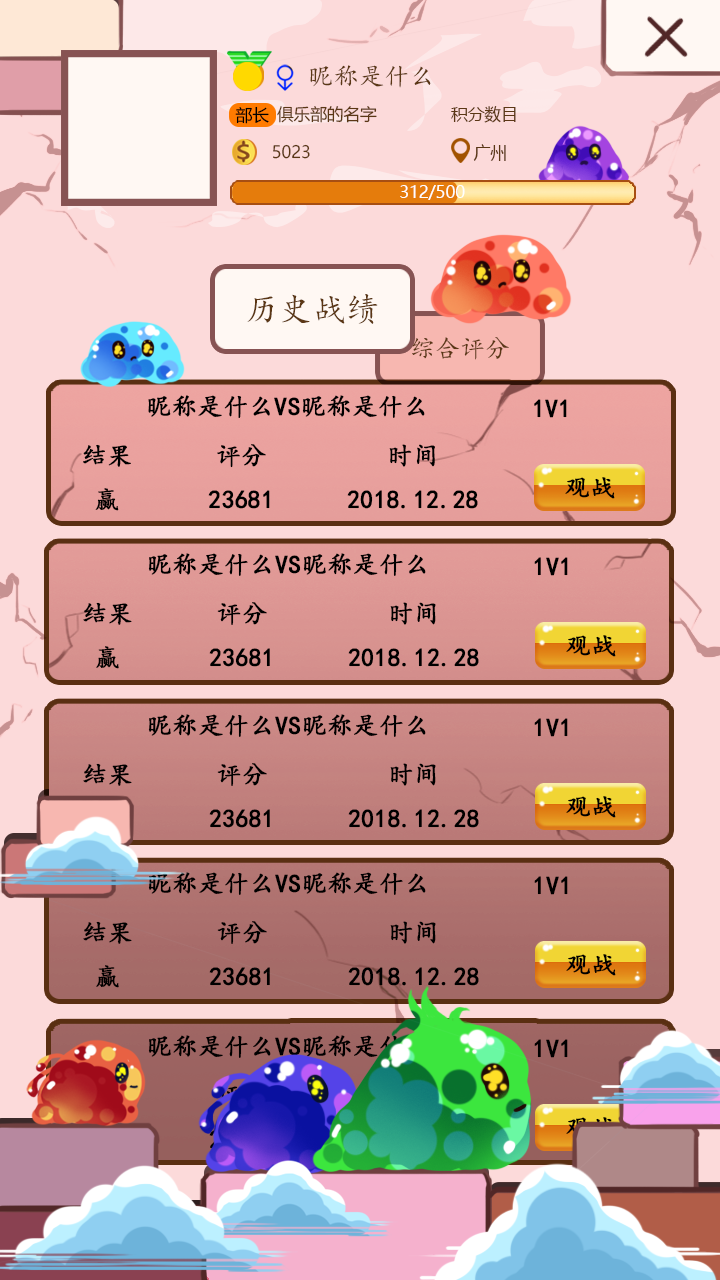 昵称是什么
部长 俱乐部的名字 积分数目
5023 广州
312/500
历史战绩
综合评分
昵称是什么VS昵称是什么 1V1
结果 评分 时间
观战
赢 23681 2018.12.28
昵称是什么VS昵称是什么 1V1
结果 评分 时间
观战
赢 23681 2018.12.28
昵称是什么VS昵称是什么 1V1
结果 评分 时间
观战
23681 2018.12.28
昵称是什么VS昵称是什么 1V1
结果 评分 时间
观战
赢 23681 2018.12.28
昵称是什么VS昵称是 1V1
观战